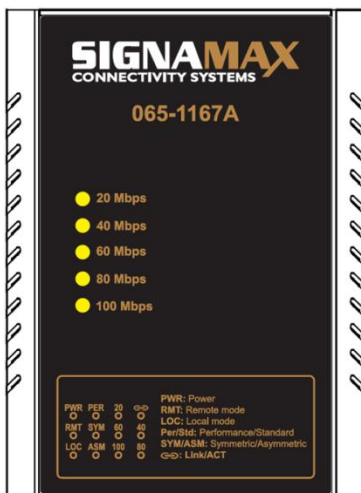 SIGNAMAX
CONNECTIVITY SYSTEMS
065-1167A
20 Mbps
40 Mbps
60 Mbps
80 Mbps
100 Mbps
PWR PER 20
RMT SYM 60 40
LOC ASM 100 80
PWR: Power
RMT: Remote mode
LOC: Local mode
Per/Std: Performance/Standard
SYM/ASM: Symmetric/Asymmetric
: Link/ACT